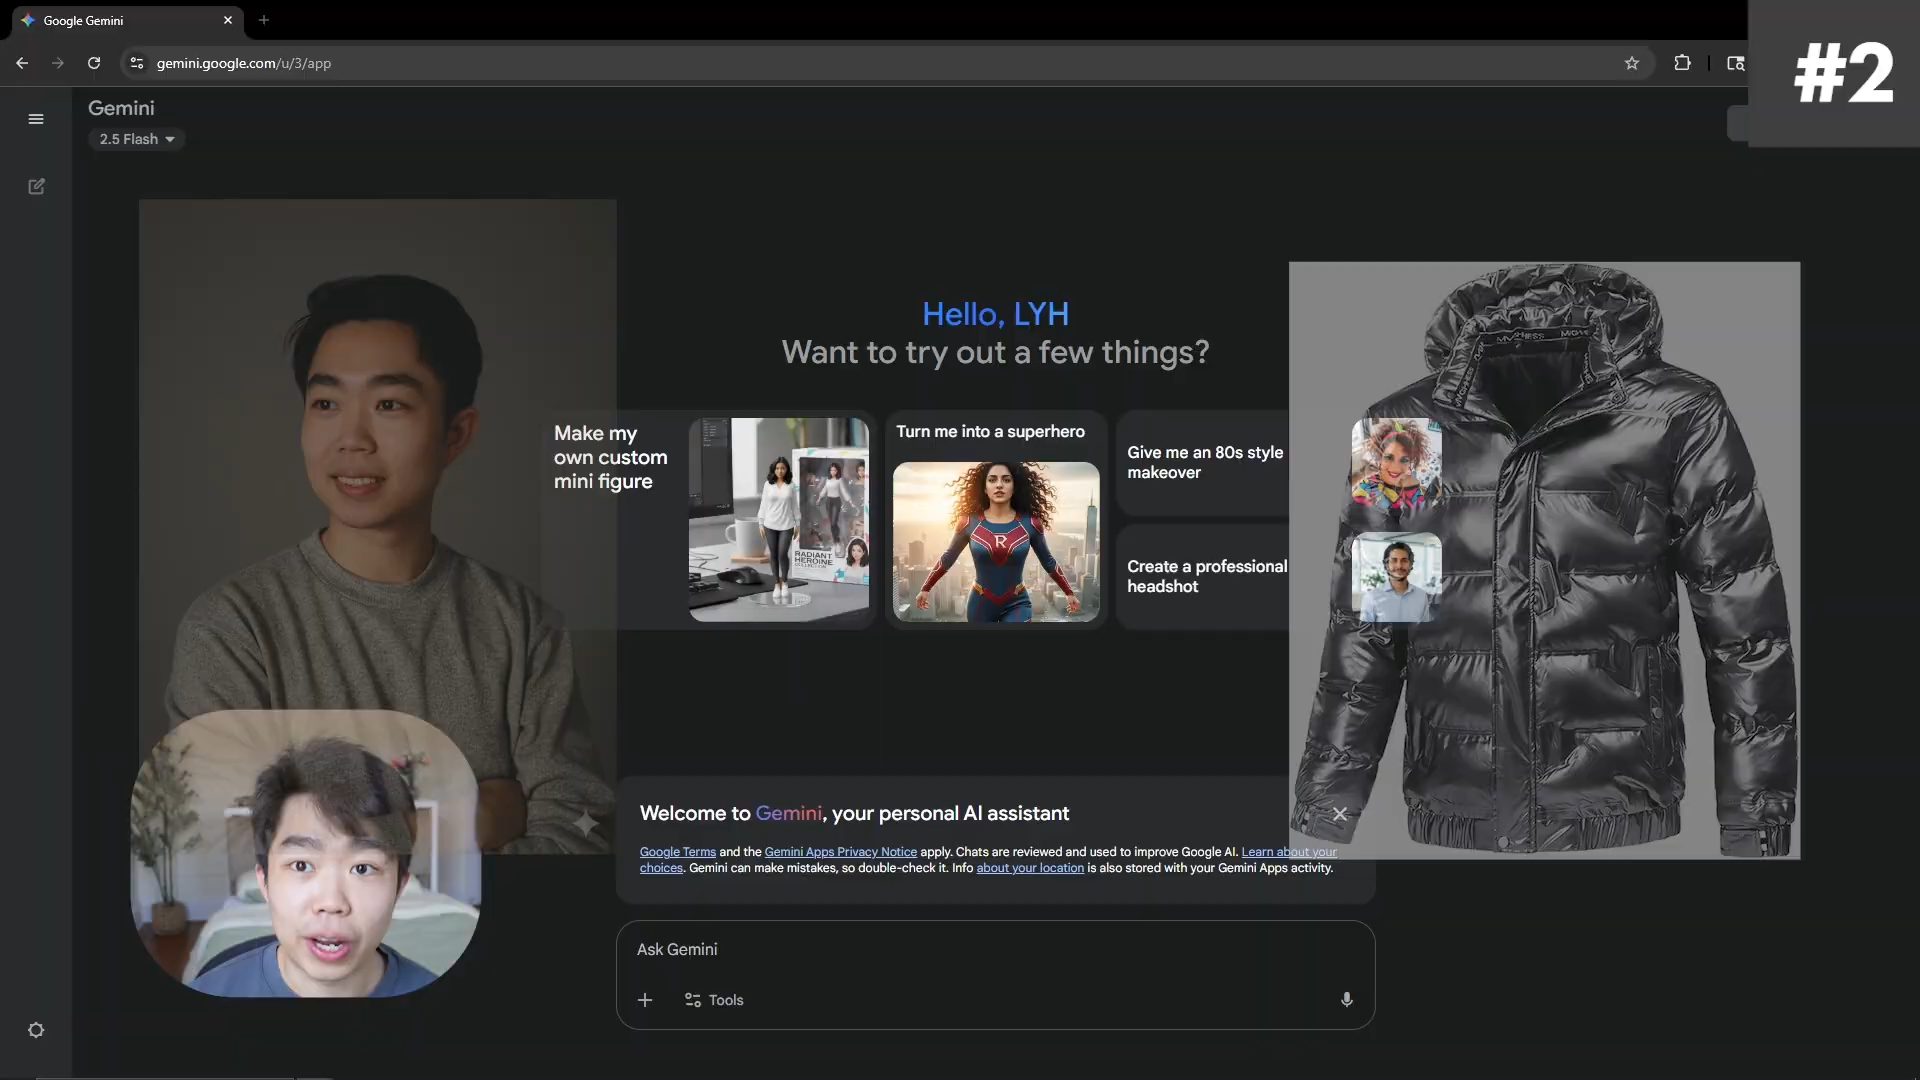 Google Gemini
gemini.google.com/u/3/app
#2
Gemini
2.5 Flash
Hello, LYH
Want to try out a few things?
Make my
own custom
mini figure
RADIANT
HEROINE
COLLECTION
Turn me into a superhero
R
Give me an 80s style
makeover
Create a professional
headshot
Welcome to Gemini, your personal AI assistant
Google Terms and the Gemini Apps Privacy Notice apply. Chats are reviewed and used to improve Google AI. Learn about your
choices. Gemini can make mistakes, so double-check it. Info about your location is also stored with your Gemini Apps activity.
Ask Gemini
Tools